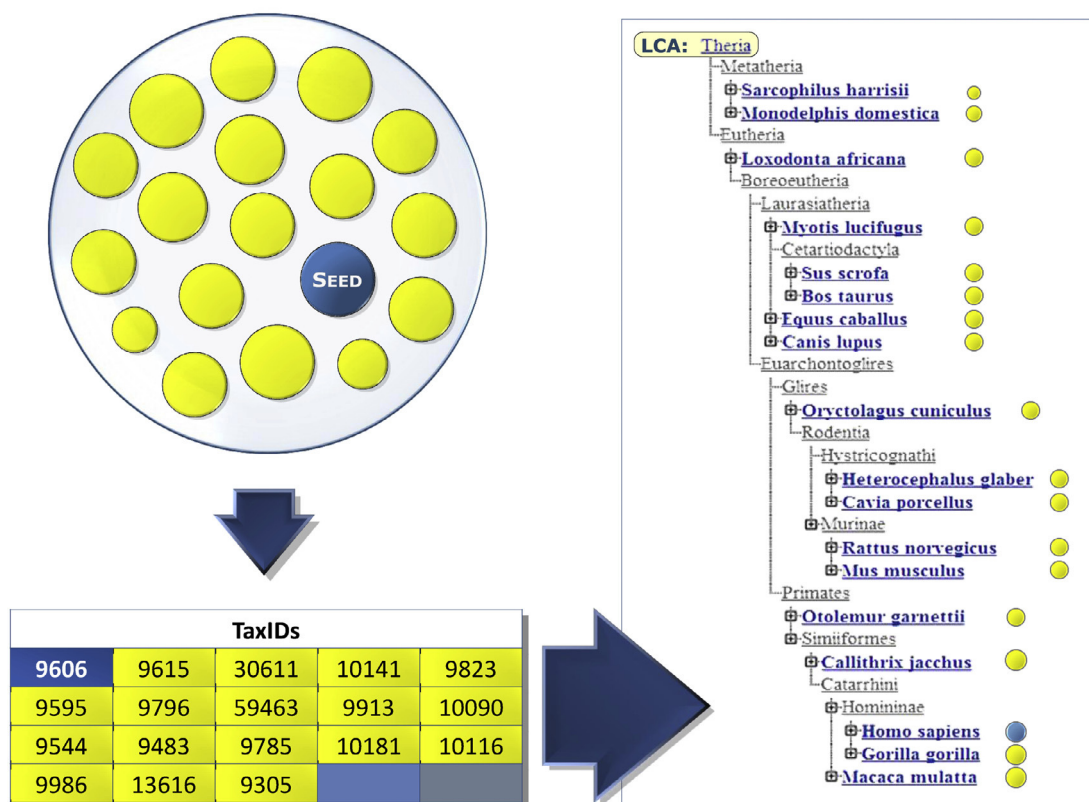 SEED
TaxIDs
9606 9615 30611 10141 9823
9595 9796 59463 9913 10090
9544 9483 9785 10181 10116
9986 13616 9305
LCA: Theria
Metatheria
Sarcophilus harrisii
Monodelphis domestica
Eutheria
Loxodonta africana
Boreoeutheria
Laurasiatheria
Myotis lucifugus
Cetartiodactyla
Sus scrofa
Bos taurus
Equus caballus
Canis lupus
Euarchontoglires
Glires
Oryctolagus cuniculus
Rodentia
Hystricognathi
Heterocephalus glaber
Cavia porcellus
Murinae
Rattus norvegicus
Mus musculus
Primates
Otolemur garnettii
Simiiformes
Callithrix jacchus
Catarrhini
Homininae
Homo sapiens
Gorilla gorilla
Macaca mulatta